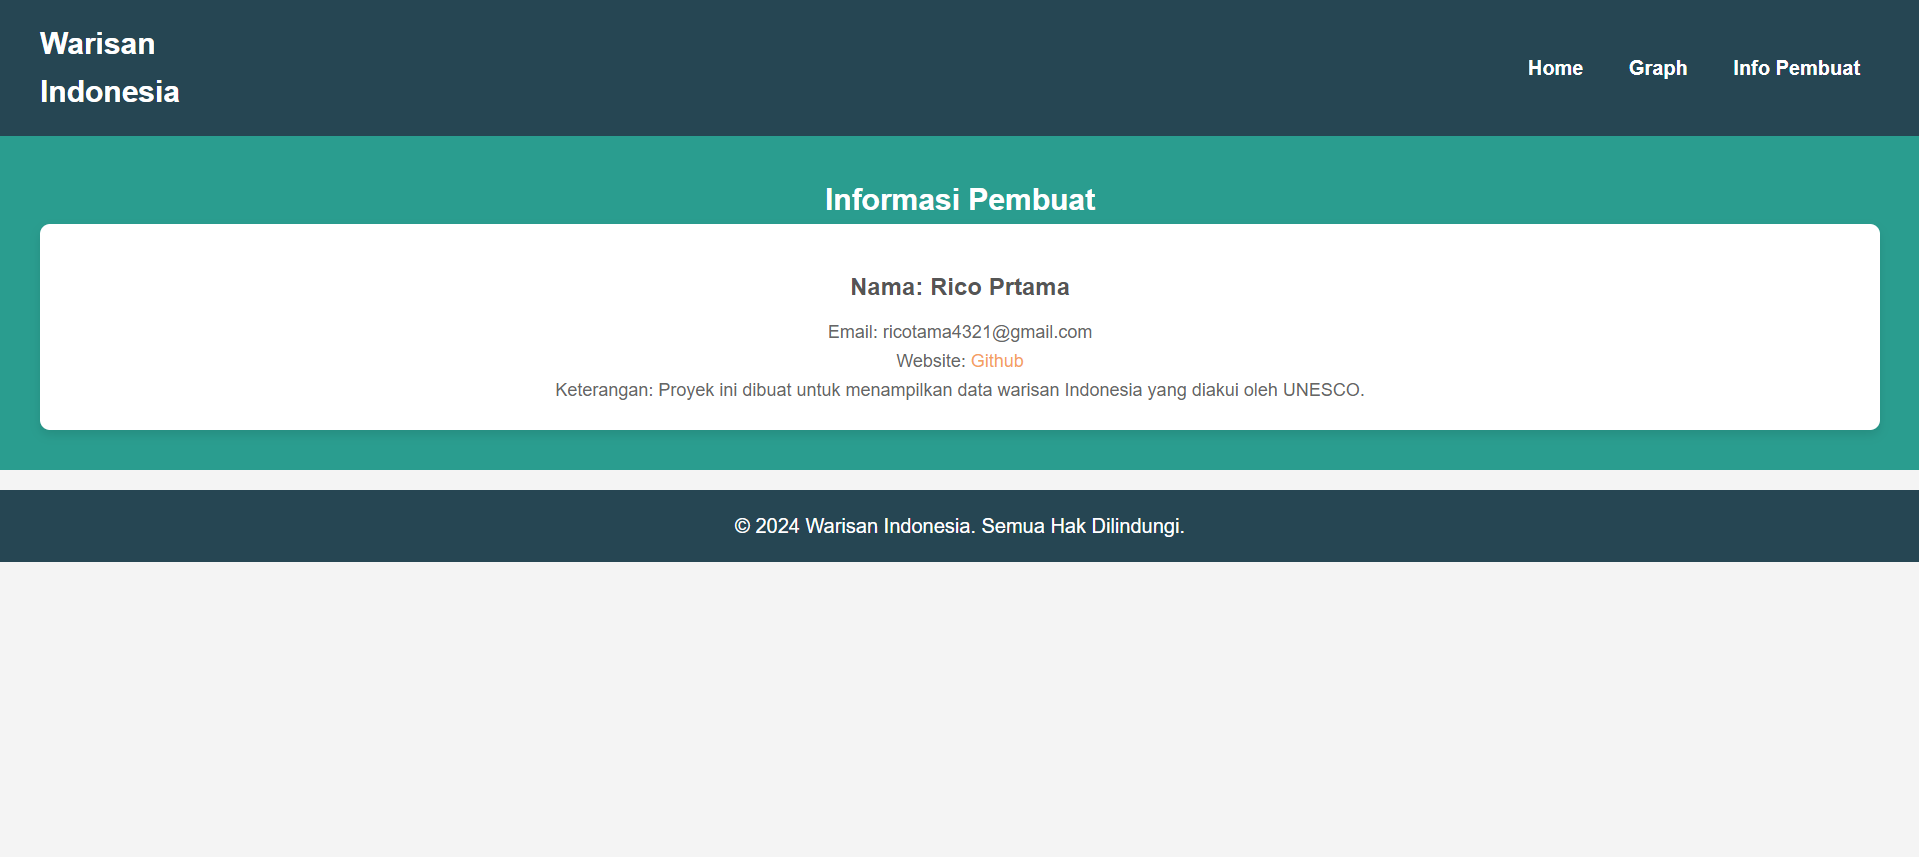 Warisan
Indonesia
Home Graph Info Pembuat
Informasi Pembuat
Nama: Rico Prtama
Email: ricotama4321@gmail.com
Website: Github
Keterangan: Proyek ini dibuat untuk menampilkan data warisan Indonesia yang diakui oleh UNESCO.
© 2024 Warisan Indonesia. Semua Hak Dilindungi.